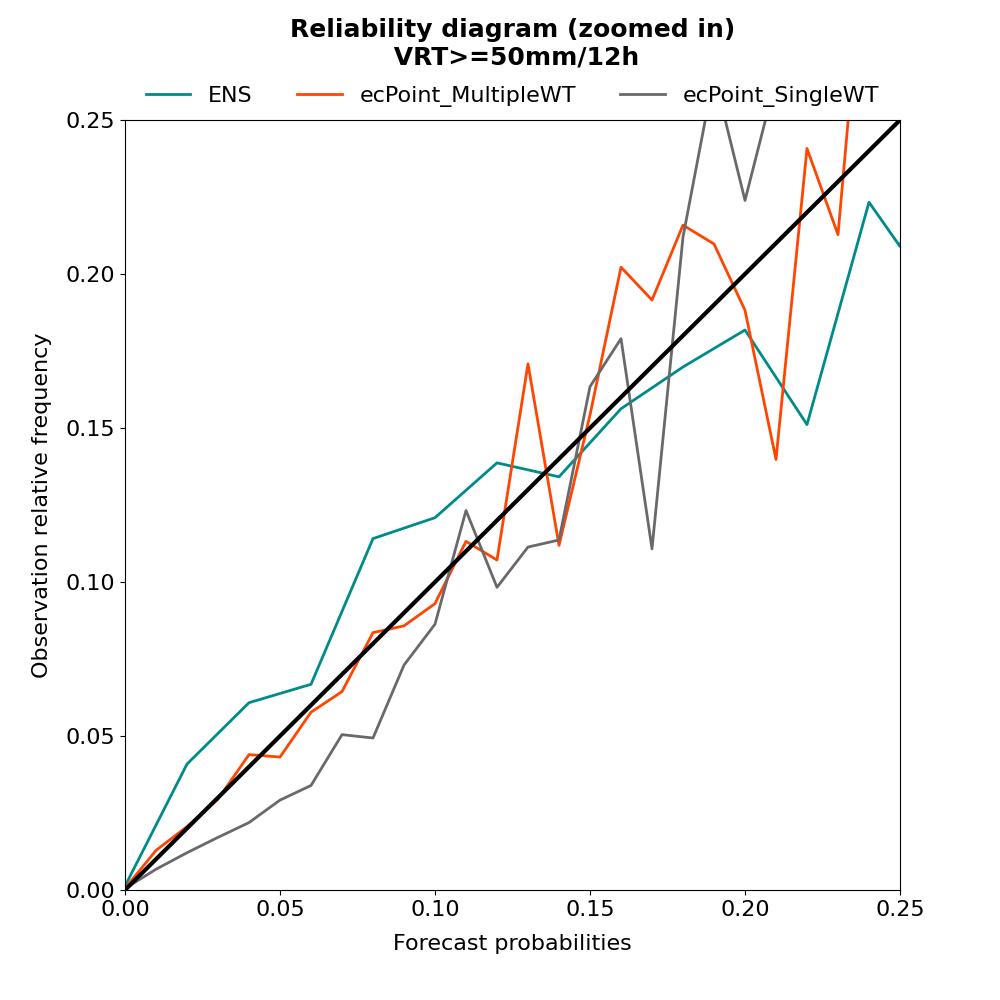 Reliability diagram (zoomed in)
VRT>=50mm/12h
ENS ecPoint_MultipleWT ecPoint_SingleWT
0.25
0.20
0.15
0.10
0.05
0.00
Observation relative frequency
0.00 0.05 0.10 0.15 0.20 0.25
Forecast probabilities